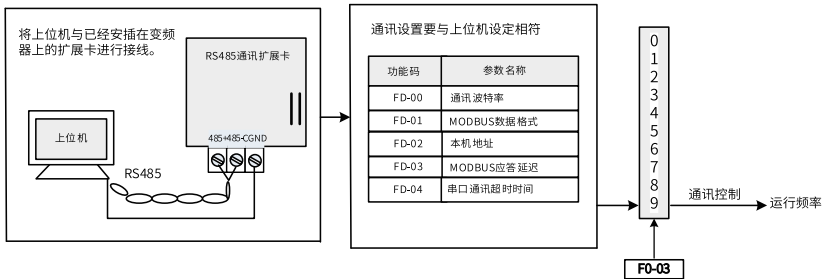 将上位机与已经安插在变频
器上的扩展卡进行接线。
RS485通讯扩展卡
上位机
485+485-CGND
RS485
通讯设置要与上位机设定相符
功能码 参数名称
FD-00 通讯波特率
FD-01 MODBUS数据格式
FD-02 本机地址
FD-03 MODBUS应答延迟
FD-04 串口通讯超时时间
0
1
2
3
4
5
6
7
8
9
通讯控制
运行频率
F0-03